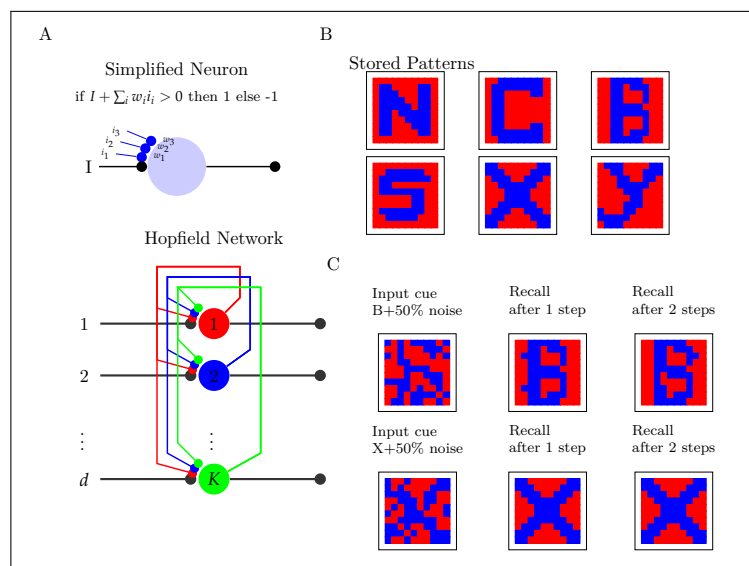 A
Simplified Neuron
if I + ∑ᵢ wᵢiᵢ > 0 then 1 else -1
i₃
i₂
i₁
w₃
w₂
w₁
I
Hopfield Network
1
1
2
2
⋮
⋮
d
K
B
Stored Patterns
N
C
B
S
X
y
C
Input cue
B+50% noise
Recall
after 1 step
Recall
after 2 steps
B
B
Input cue
X+50% noise
Recall
after 1 step
Recall
after 2 steps
X
X